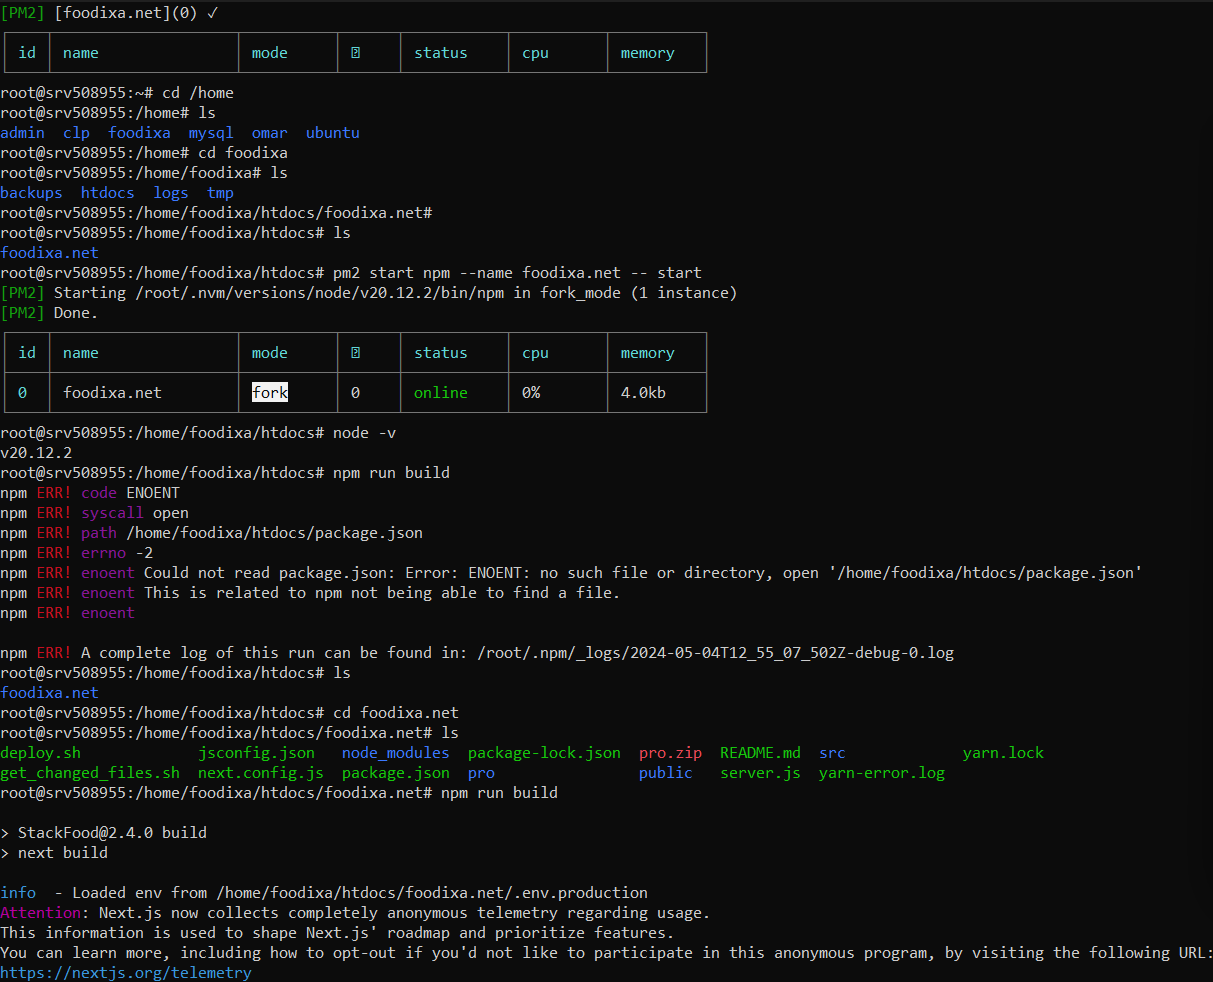 [PM2] [foodixa.net](0) ✓
id name mode status cpu memory
root@srv508955:~# cd /home
root@srv508955:/home# ls
admin clp foodixa mysql omar ubuntu
root@srv508955:/home# cd foodixa
root@srv508955:/home/foodixa# ls
backups htdocs logs tmp
root@srv508955:/home/foodixa/htdocs/foodixa.net#
root@srv508955:/home/foodixa/htdocs# ls
foodixa.net
root@srv508955:/home/foodixa/htdocs# pm2 start npm --name foodixa.net -- start
[PM2] Starting /root/.nvm/versions/node/v20.12.2/bin/npm in fork_mode (1 instance)
[PM2] Done.
id name mode status cpu memory
0 foodixa.net fork 0 online 0% 4.0kb
root@srv508955:/home/foodixa/htdocs# node -v
v20.12.2
root@srv508955:/home/foodixa/htdocs# npm run build
npm ERR! code ENOENT
npm ERR! syscall open
npm ERR! path /home/foodixa/htdocs/package.json
npm ERR! errno -2
npm ERR! enoent Could not read package.json: Error: ENOENT: no such file or directory, open '/home/foodixa/htdocs/package.json'
npm ERR! enoent This is related to npm not being able to find a file.
npm ERR! enoent
npm ERR! A complete log of this run can be found in: /root/.npm/_logs/2024-05-04T12_55_07_502Z-debug-0.log
root@srv508955:/home/foodixa/htdocs# ls
foodixa.net
root@srv508955:/home/foodixa/htdocs# cd foodixa.net
root@srv508955:/home/foodixa/htdocs/foodixa.net# ls
deploy.sh jsconfig.json node_modules package-lock.json pro.zip README.md src yarn.lock
get_changed_files.sh next.config.js package.json pro public server.js yarn-error.log
root@srv508955:/home/foodixa/htdocs/foodixa.net# npm run build
> StackFood@2.4.0 build
> next build
info - Loaded env from /home/foodixa/htdocs/foodixa.net/.env.production
Attention: Next.js now collects completely anonymous telemetry regarding usage.
This information is used to shape Next.js' roadmap and prioritize features.
You can learn more, including how to opt-out if you'd not like to participate in this anonymous program, by visiting the following URL:
https://nextjs.org/telemetry